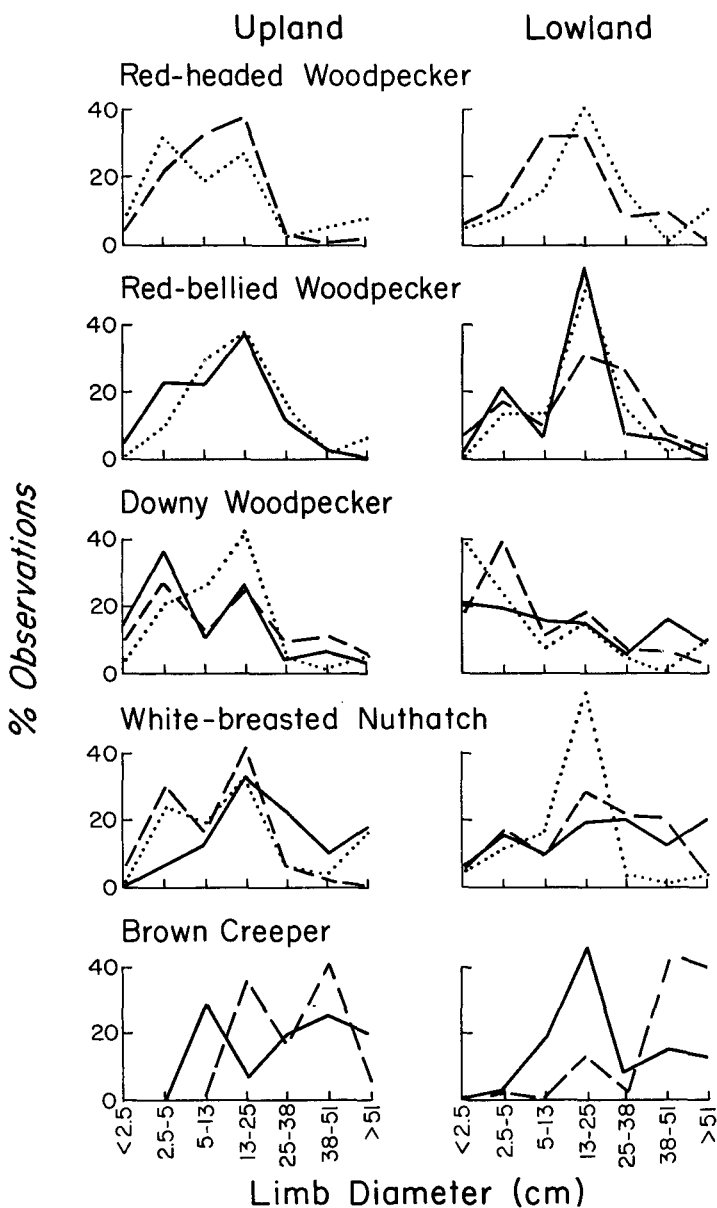 Upland Lowland
Red-headed Woodpecker
40
20
0
Red-bellied Woodpecker
40
20
0
Downy Woodpecker
40
20
0
White-breasted Nuthatch
40
20
0
Brown Creeper
40
20
0
% Observations
<2.5 2.5-5 5-13 13-25 25-38 38-51 >51 <2.5 2.5-5 5-13 13-25 25-38 38-51 >51
Limb Diameter (cm)